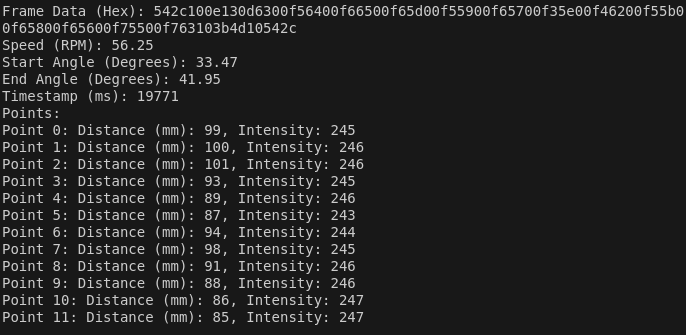 Frame Data (Hex): 542c100e130d6300f56400f66500f65d00f55900f65700f35e00f46200f55b0
0f65800f65600f75500f763103b4d10542c
Speed (RPM): 56.25
Start Angle (Degrees): 33.47
End Angle (Degrees): 41.95
Timestamp (ms): 19771
Points:
Point 0: Distance (mm): 99, Intensity: 245
Point 1: Distance (mm): 100, Intensity: 246
Point 2: Distance (mm): 101, Intensity: 246
Point 3: Distance (mm): 93, Intensity: 245
Point 4: Distance (mm): 89, Intensity: 246
Point 5: Distance (mm): 87, Intensity: 243
Point 6: Distance (mm): 94, Intensity: 244
Point 7: Distance (mm): 98, Intensity: 245
Point 8: Distance (mm): 91, Intensity: 246
Point 9: Distance (mm): 88, Intensity: 246
Point 10: Distance (mm): 86, Intensity: 247
Point 11: Distance (mm): 85, Intensity: 247